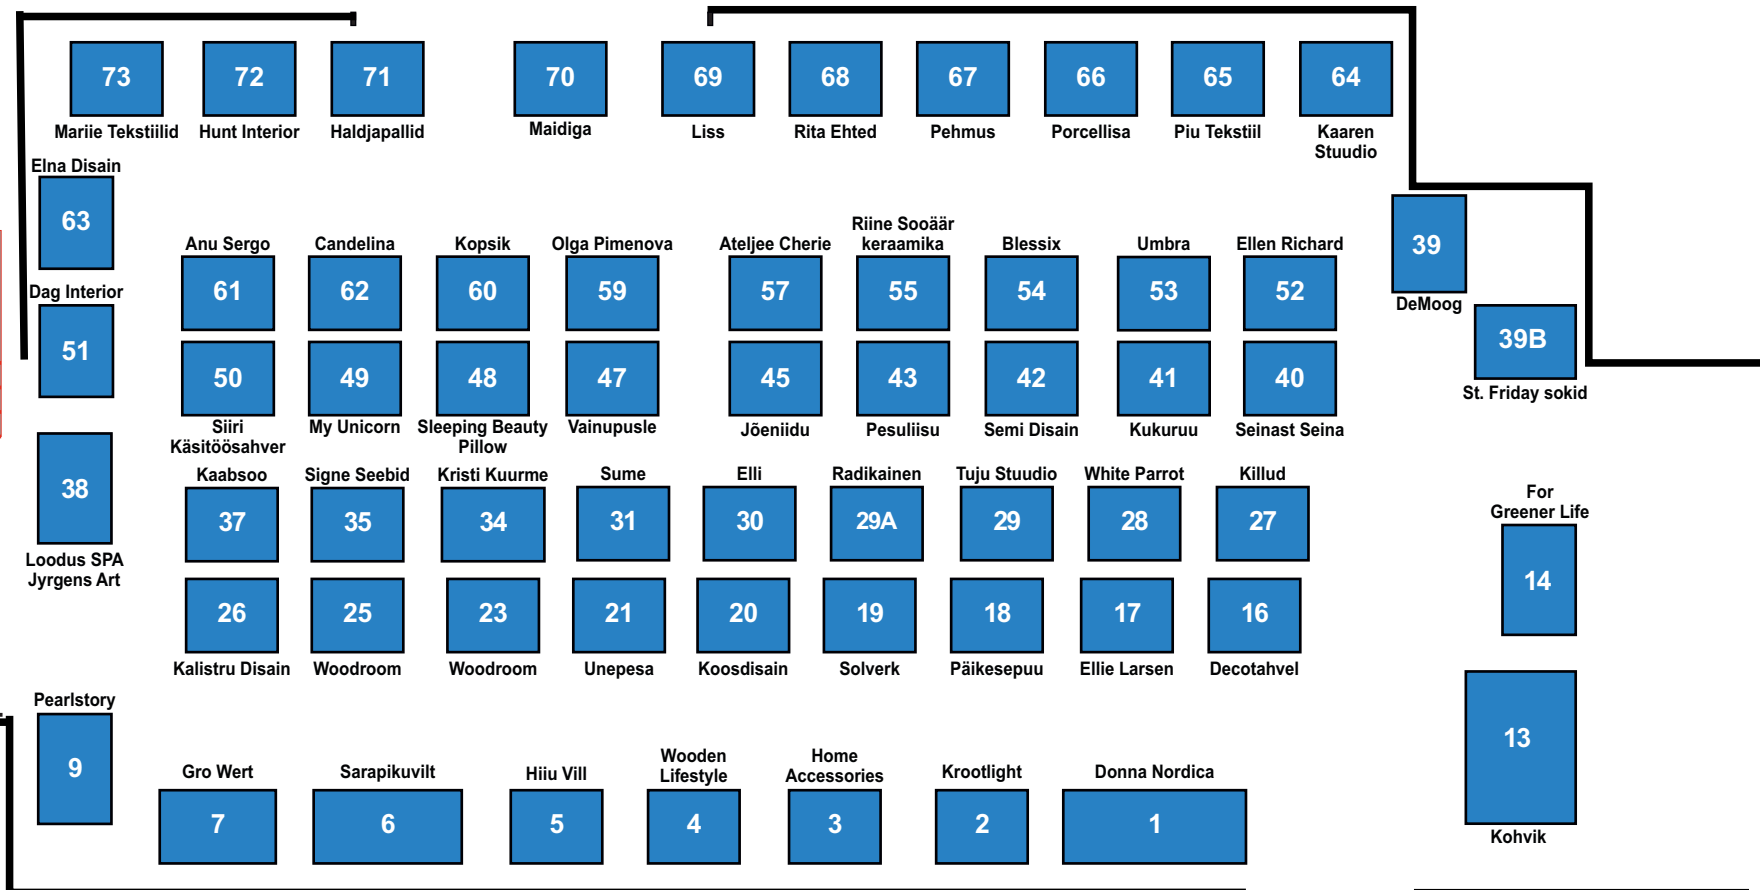 73 72 71 70 69 68 67 66 65 64
Mariie Tekstiilid Hunt Interior Haldjapallid Maidiga Liss Rita Ehted Pehmus Porcellisa Piu Tekstiil Kaaren
Stuudio
Elna Disain
63
39
DeMoog
Riine Sooäär
Anu Sergo Candelina Kopsik Olga Pimenova Ateljee Cherie keraamika Blessix Umbra Ellen Richard
61 62 60 59 57 55 54 53 52
Dag Interior
51
39B
St. Friday sokid
50 49 48 47 45 43 42 41 40
Siiri My Unicorn Sleeping Beauty Vainupusle Jõeniidu Pesuliisu Semi Disain Kukuruu Seinast Seina
Käsitöösahver Pillow
38
Loodus SPA
Jyrgens Art
Kaabsoo Signe Seebid Kristi Kuurme Sume Elli Radikainen Tuju Stuudio White Parrot Killud
37 35 34 31 30 29A 29 28 27
For
Greener Life
14
26 25 23 21 20 19 18 17 16
Kalistru Disain Woodroom Woodroom Unepesa Koosdisain Solverk Päikesepuu Ellie Larsen Decotahvel
Pearlstory
9
13
Kohvik
Wooden Home
Gro Wert Sarapikuvilt Hiiu Vill Lifestyle Accessories Krootlight Donna Nordica
7 6 5 4 3 2 1